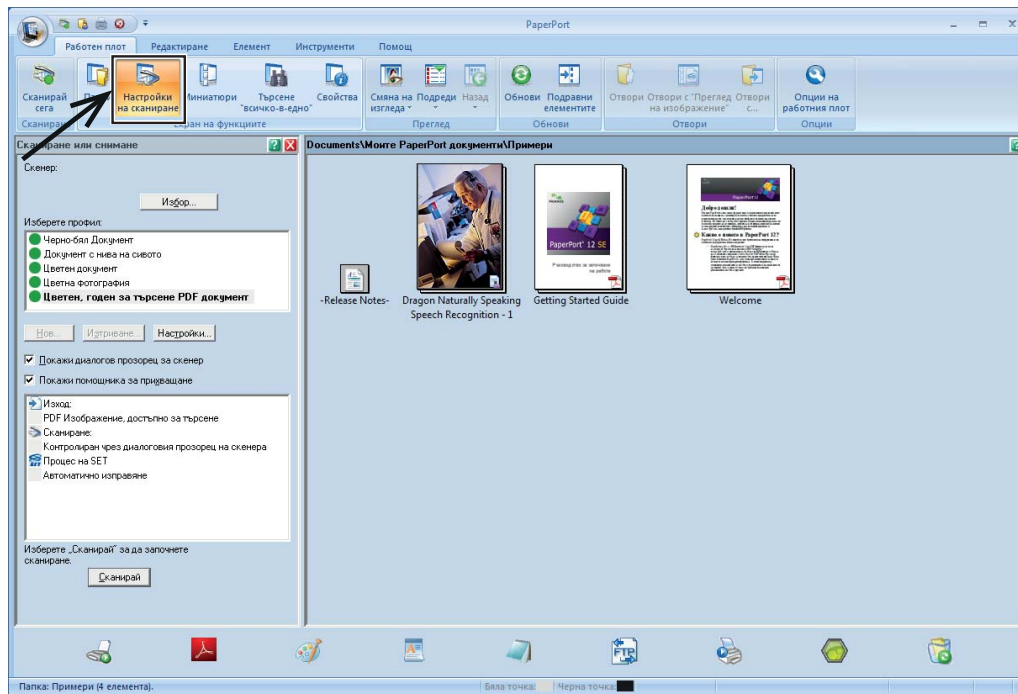 PaperPort
Работен плот Редактиране Елемент Инструменти Помощ
Сканирай сега
Настройки на сканиране
Миниатюри
Търсене "всичко-в-едно"
Свойства
Смяна на изгледа
Подреди
Назад
Обнови
Подравни елементите
Отвори
Отвори с "Преглед на изображение"
Отвори с...
Опции на работния плот
Преглед
Обнови
Отвори
Опции
Сканиране или снимане
Documents\Моите PaperPort документи\Примери
Скенер:
Избор...
Изберете профил:
Черно-бял Документ
Документ с нива на сивото
Цветен документ
Цветна фотография
Цветен, годен за търсене PDF документ
Нов...
Изтриване...
Настройки...
Покажи диалогов прозорец за скенер
Покажи помощника за прихващане
Изход:
PDF Изображение, достъпно за търсене
Сканиране:
Контролиран чрез диалоговия прозорец на скенера
Процес на SET
Автоматично изправяне
Изберете „Сканирай" за да започнете
сканиране.
Сканирай
-Release Notes-
Dragon Naturally Speaking
Speech Recognition - 1
PaperPort 12 SE
Getting Started Guide
Добре дошли!
Какво е новото в PaperPort 12?
Welcome
FTP
Папка: Примери (4 елемента).
Бяла точка:
Черна точка: